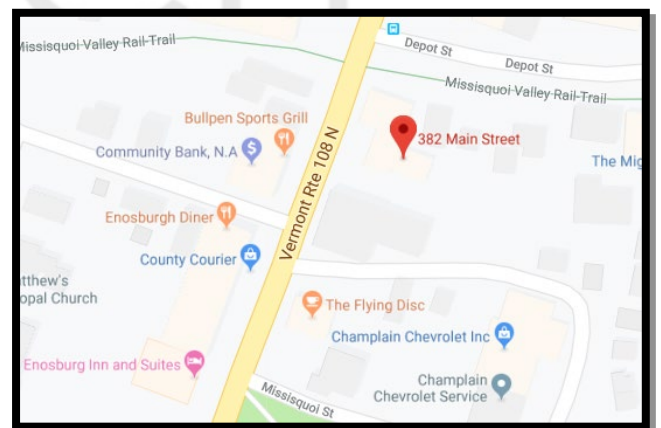 Missisquoi Valley Rail-Trail
Depot St
Depot St
Missisquoi Valley Rail-Trail
Bullpen Sports Grill
382 Main Street
Community Bank, N.A
$
The Mig
Vermont Rte 108 N
Enosburgh Diner
County Courier
tthew's
opal Church
The Flying Disc
Champlain Chevrolet Inc
Enosburg Inn and Suites
Champlain
Chevrolet Service
Missisquoi St